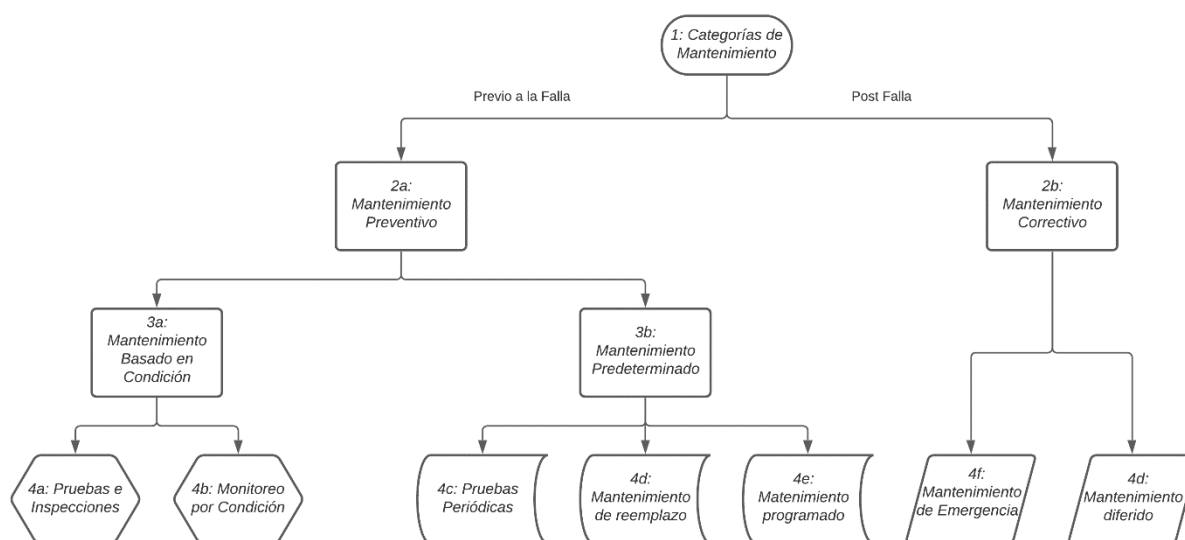 1: Categorías de
Mantenimiento
Previo a la Falla
Post Falla
2a:
Mantenimiento
Preventivo
2b:
Mantenimiento
Correctivo
3a:
Mantenimiento
Basado en
Condición
3b:
Mantenimiento
Predeterminado
4a: Pruebas e
Inspecciones
4b: Monitoreo
por Condición
4c: Pruebas
Periódicas
4d:
Mantenimiento
de reemplazo
4e:
Matenimiento
programado
4f:
Mantenimiento
de Emergencia
4d:
Mantenimiento
diferido